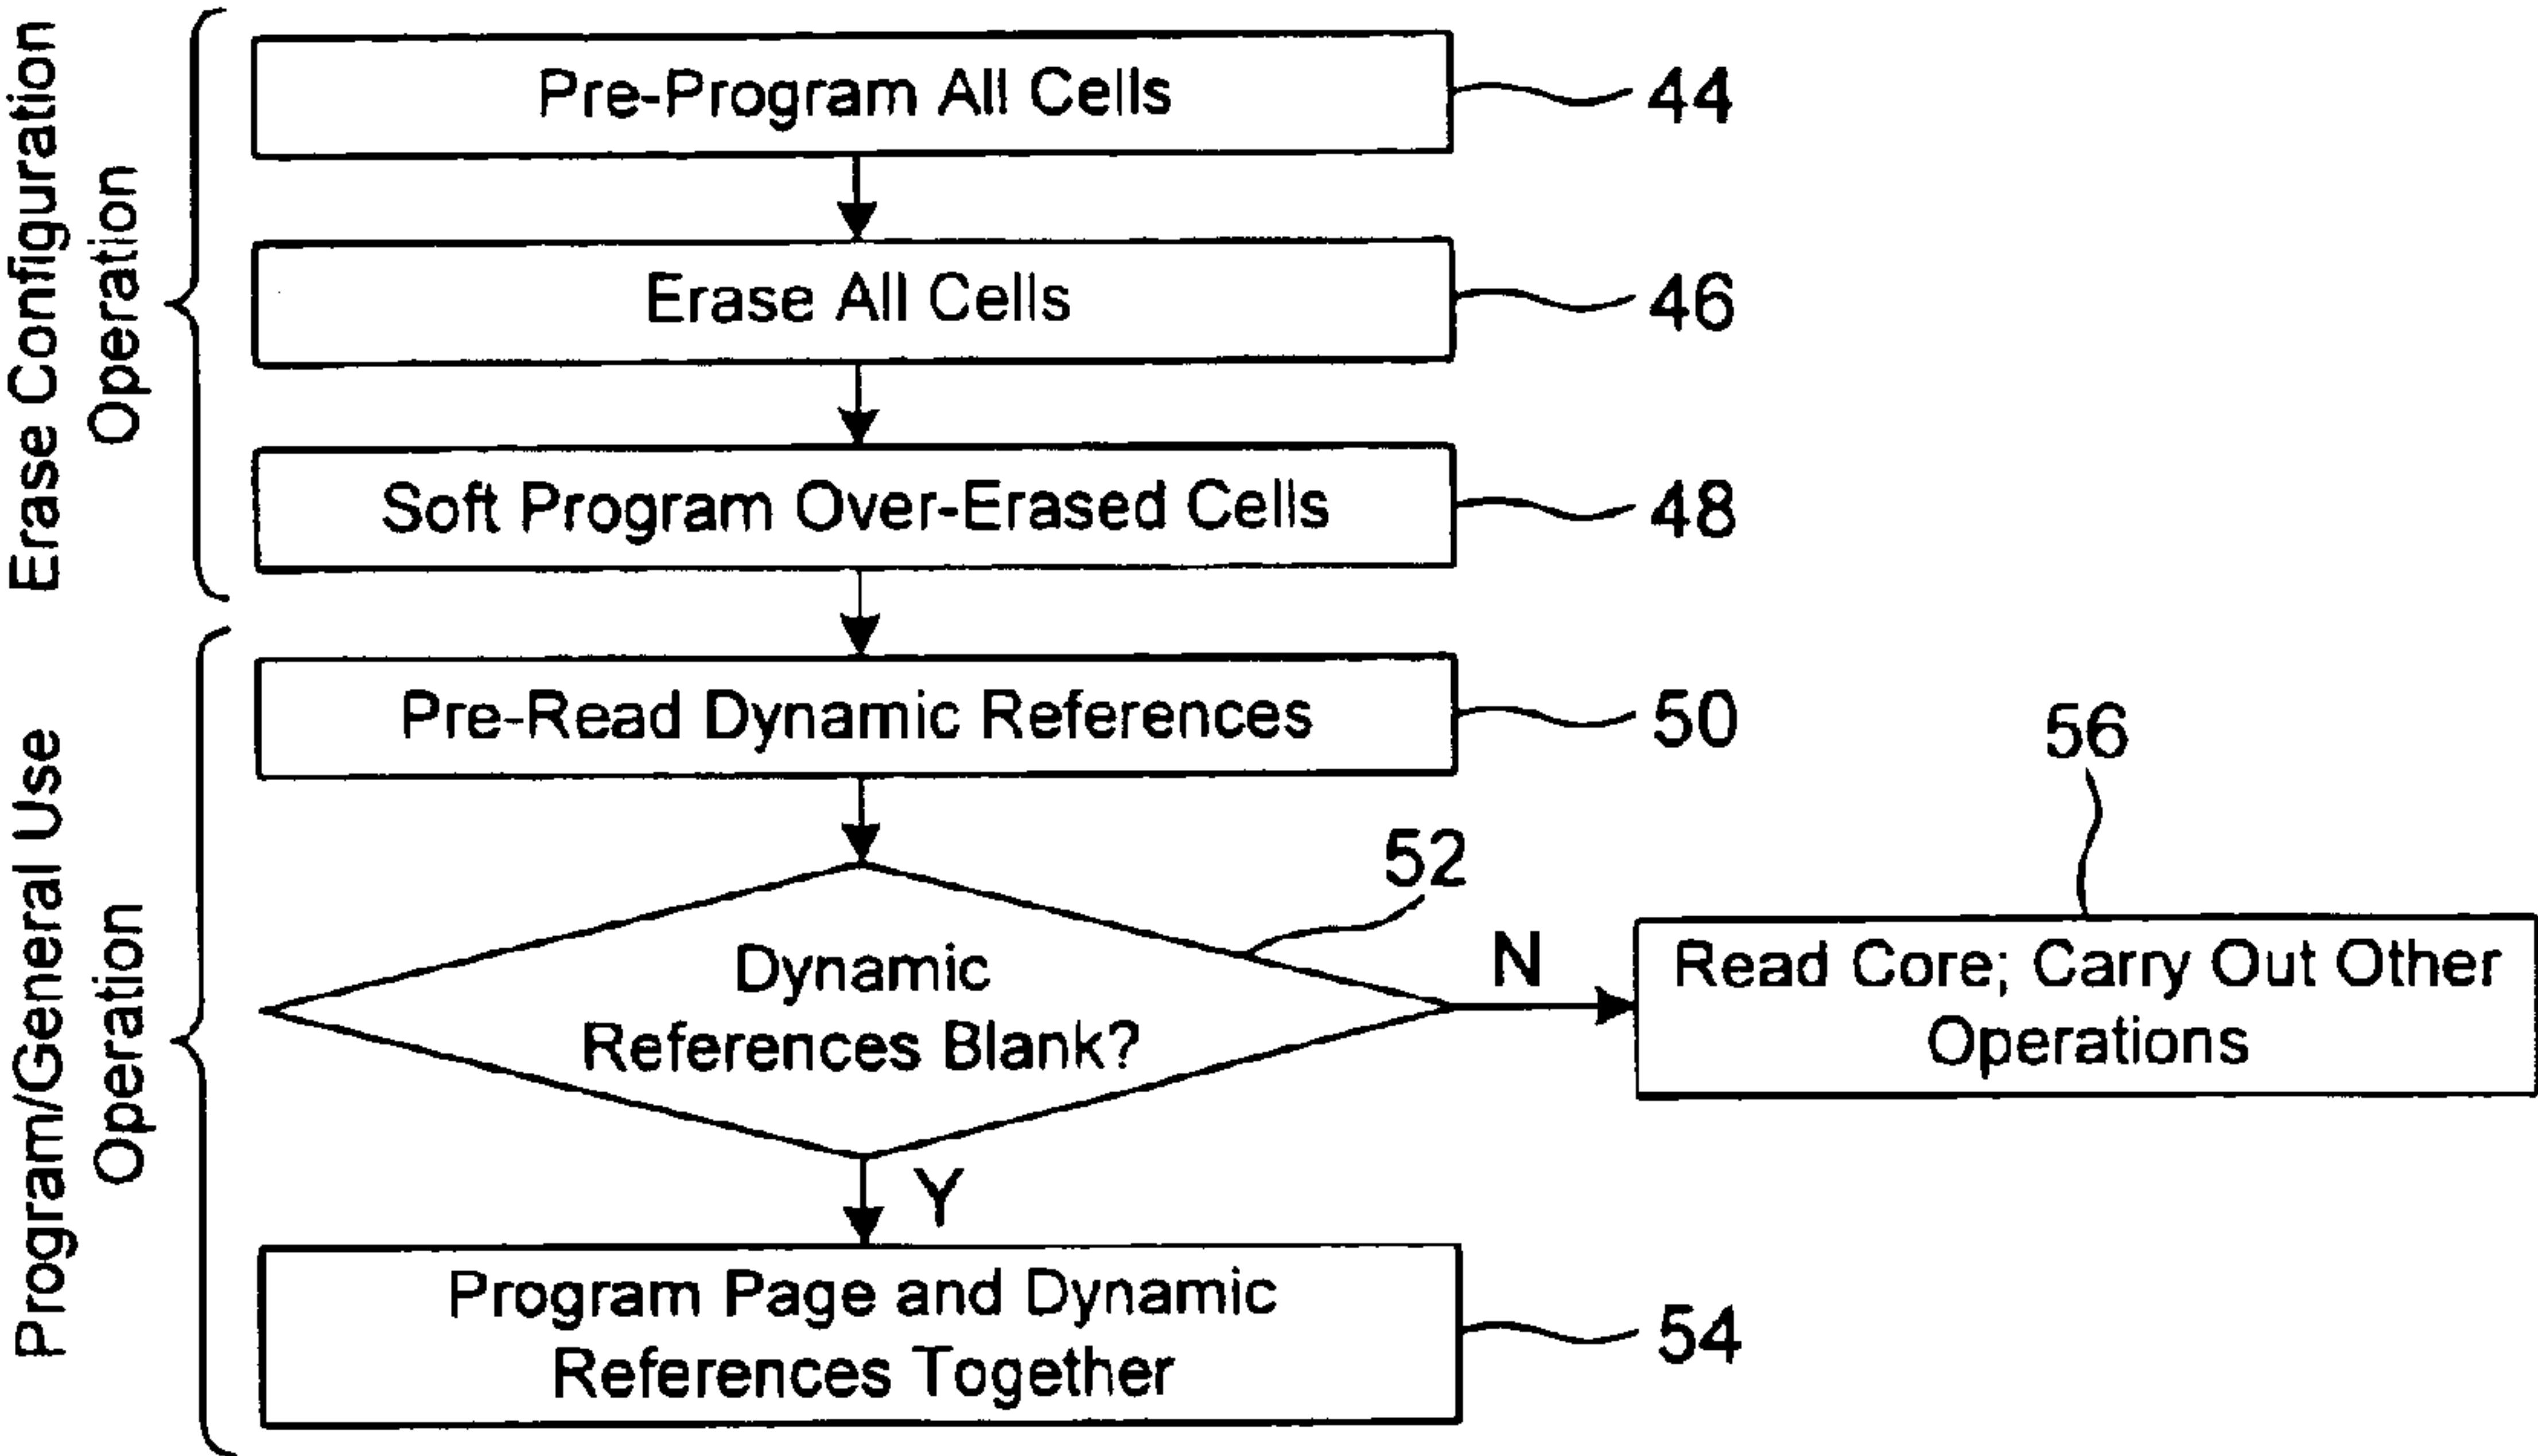 Erase Configuration
Operation
Pre-Program All Cells
44
Erase All Cells
46
Soft Program Over-Erased Cells
48
Program/General Use
Operation
Pre-Read Dynamic References
50
Dynamic
References Blank?
52
N
56
Read Core; Carry Out Other
Operations
Y
Program Page and Dynamic
References Together
54